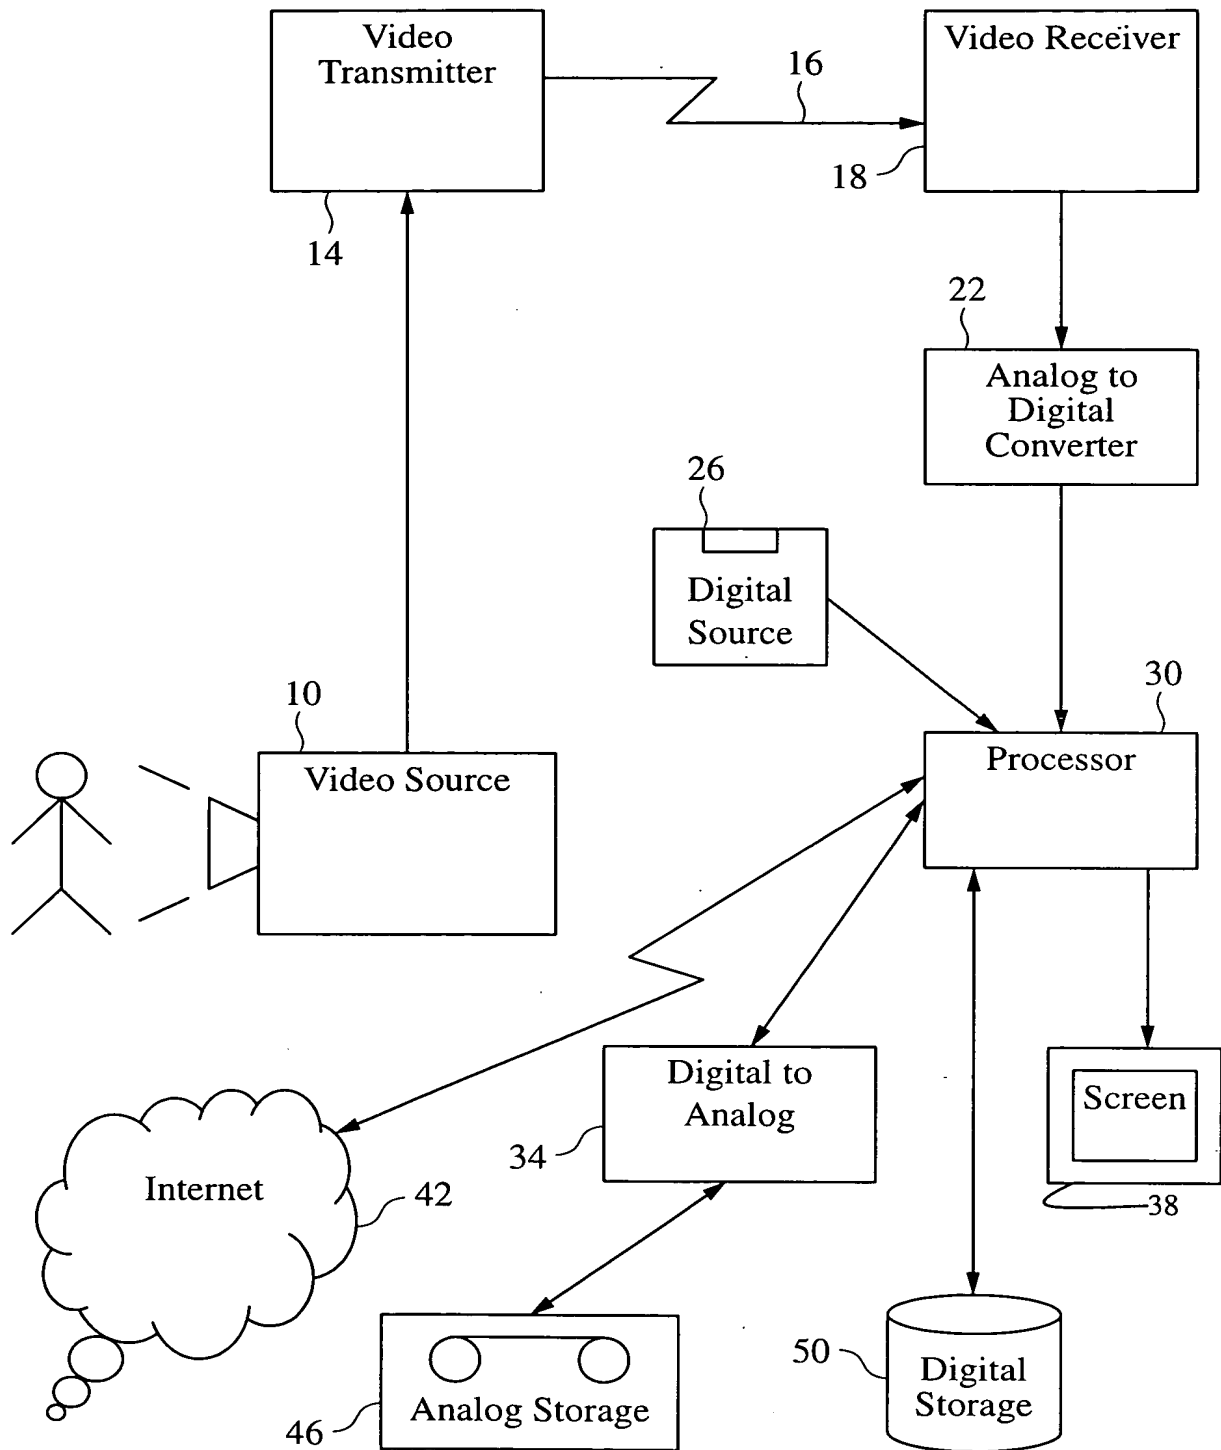 Video
Transmitter
Video Receiver
16
18
14
22
Analog to
Digital
Converter
26
Digital
Source
10
Video Source
30
Processor
Digital to
Analog
34
Screen
38
Internet
42
Analog Storage
46
50
Digital
Storage